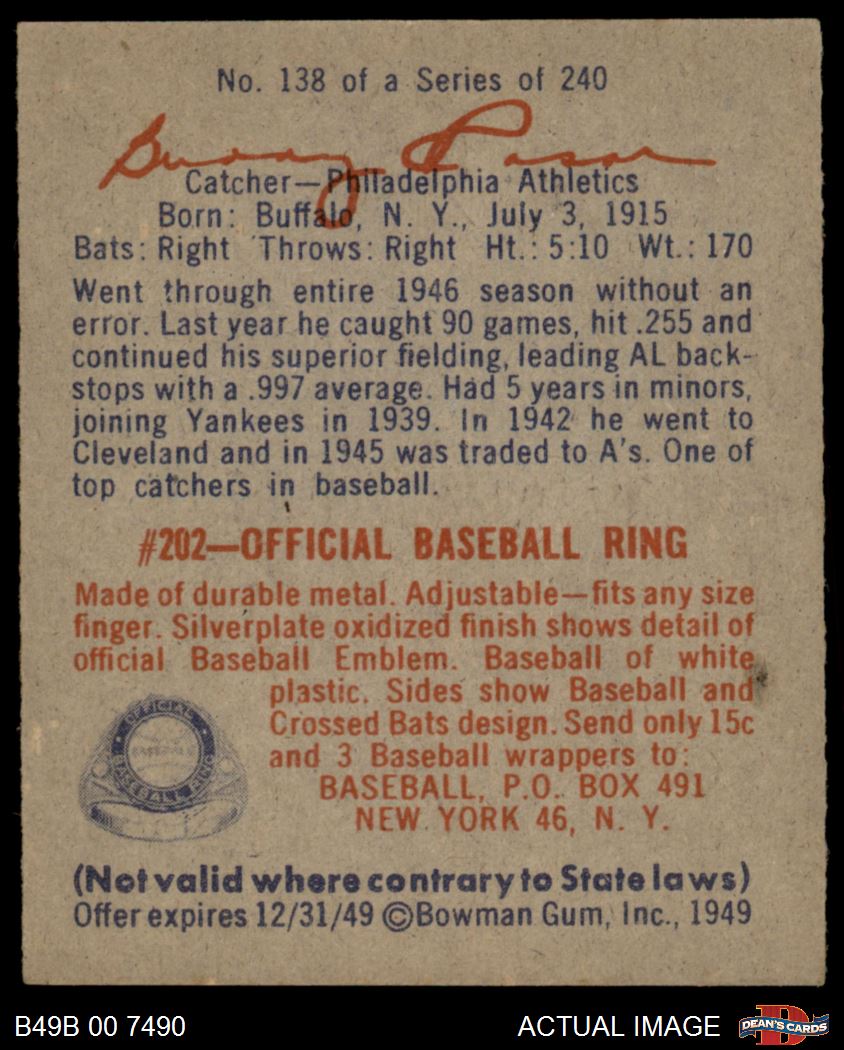 No. 138 of a Series of 240
Buddy Rosar
Catcher—Philadelphia Athletics
Born: Buffalo, N. Y., July 3, 1915
Bats: Right Throws: Right Ht.: 5:10 Wt.: 170
Went through entire 1946 season without an
error. Last year he caught 90 games, hit .255 and
continued his superior fielding, leading AL back-
stops with a .997 average. Had 5 years in minors,
joining Yankees in 1939. In 1942 he went to
Cleveland and in 1945 was traded to A's. One of
top catchers in baseball.
#202—OFFICIAL BASEBALL RING
Made of durable metal. Adjustable—fits any size
finger. Silverplate oxidized finish shows detail of
official Baseball Emblem. Baseball of white
plastic. Sides show Baseball and
Crossed Bats design. Send only 15c
and 3 Baseball wrappers to:
BASEBALL, P.O. BOX 491
NEW YORK 46, N. Y.
OFFICIAL
BASEBALL
BASEBALL RING
(Not valid where contrary to State laws)
Offer expires 12/31/49 ©Bowman Gum, Inc., 1949
B49B 00 7490
ACTUAL IMAGE
DEAN'S CARDS